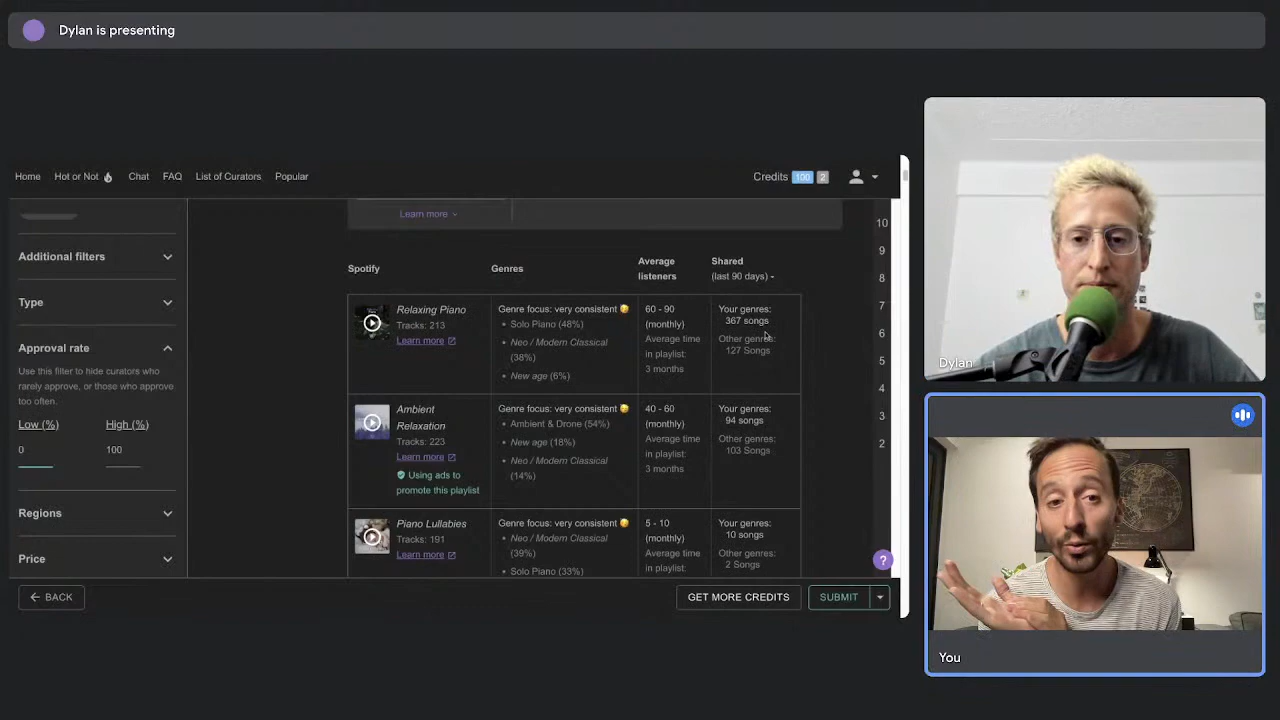 Dylan is presenting
Home Hot or Not Chat FAQ List of Curators Popular
Credits 100 2
Learn more
10
9
8
7
6
5
4
3
2
Additional filters
Type
Approval rate
Use this filter to hide curators who
rarely approve, or those who approve
too often.
Low (%) High (%)
0 100
Regions
Price
Spotify Genres Average
listeners Shared
(last 90 days)
Relaxing Piano
Tracks: 213
Learn more
Genre focus: very consistent
• Solo Piano (48%)
• Neo / Modern Classical
(38%)
• New age (6%)
60 - 90
(monthly)
Average time
in playlist:
3 months
Your genres:
367 songs
Other genres:
127 Songs
Ambient
Relaxation
Tracks: 223
Learn more
Using ads to
promote this playlist
Genre focus: very consistent
• Ambient & Drone (54%)
• New age (18%)
• Neo / Modern Classical
(14%)
40 - 60
(monthly)
Average time
in playlist:
3 months
Your genres:
94 songs
Other genres:
103 Songs
Piano Lullabies
Tracks: 191
Learn more
Genre focus: very consistent
• Neo / Modern Classical
(39%)
• Solo Piano (33%)
5 - 10
(monthly)
Average time
in playlist:
Your genres:
10 songs
Other genres:
2 Songs
?
BACK
GET MORE CREDITS
SUBMIT
Dylan
You